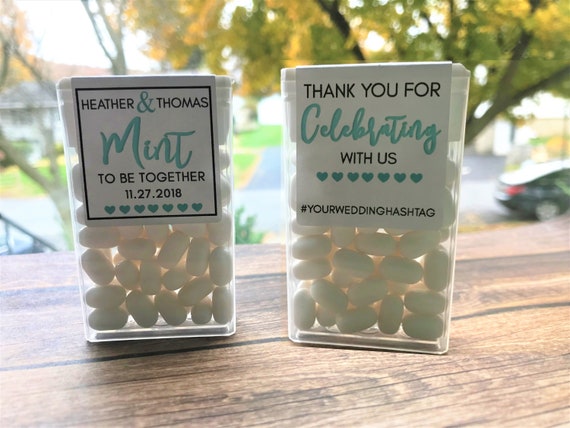 HEATHER & THOMAS
Mint
TO BE TOGETHER
11.27.2018
THANK YOU FOR
Celebrating
WITH US
#YOURWEDDINGHASHTAG